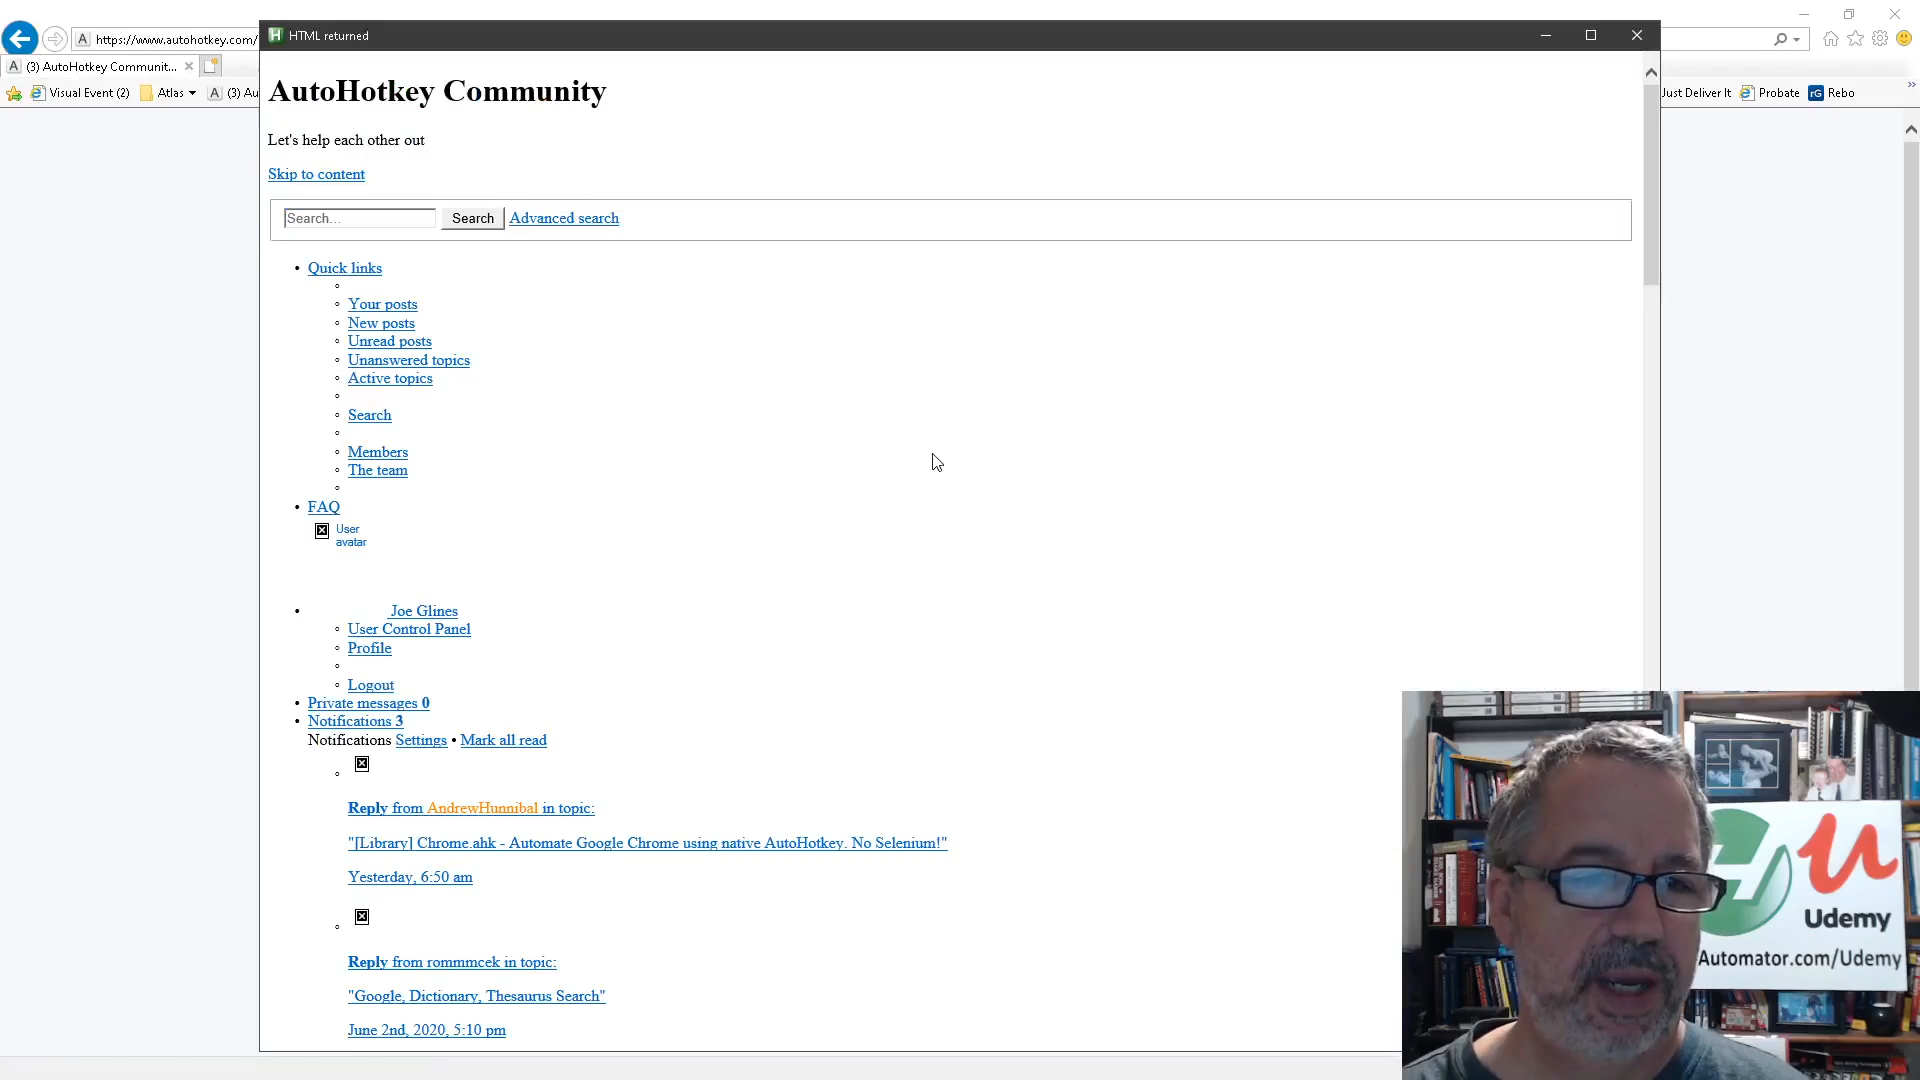 HTML returned
https://www.autohotkey.com/
A (3) AutoHotkey Communit...
Visual Event (2)
Atlas
A (3) Au
Just Deliver It
Probate
rG Rebo
AutoHotkey Community
Let's help each other out
Skip to content
Search...
Search
Advanced search
Quick links
Your posts
New posts
Unread posts
Unanswered topics
Active topics
Search
Members
The team
FAQ
User
avatar
Joe Glines
User Control Panel
Profile
Logout
Private messages 0
Notifications 3
Notifications Settings • Mark all read
Reply from AndrewHunnibal in topic:
"[Library] Chrome.ahk - Automate Google Chrome using native AutoHotkey. No Selenium!"
Yesterday, 6:50 am
Reply from rommmcek in topic:
"Google, Dictionary, Thesaurus Search"
June 2nd, 2020, 5:10 pm
Udemy
Automator.com/Udemy